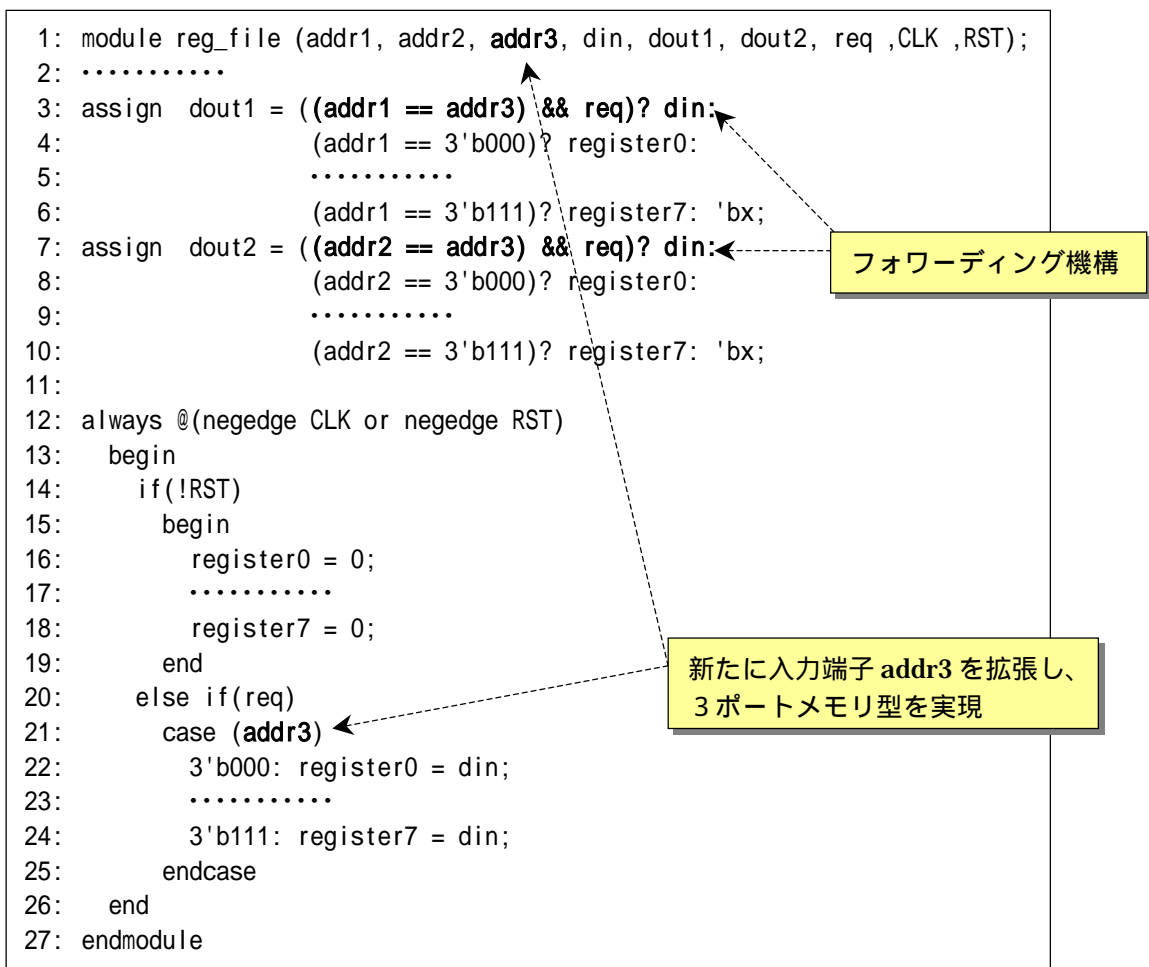 1: module reg_file (addr1, addr2, addr3, din, dout1, dout2, req ,CLK ,RST);
2: ･･･････････
3: assign dout1 = ((addr1 == addr3) && req)? din:
4: (addr1 == 3'b000)? register0:
5: ･･･････････
6: (addr1 == 3'b111)? register7: 'bx;
7: assign dout2 = ((addr2 == addr3) && req)? din:
フォワーディング機構
8: (addr2 == 3'b000)? register0:
9: ･･･････････
10: (addr2 == 3'b111)? register7: 'bx;
11:
12: always @(negedge CLK or negedge RST)
13: begin
14: if(!RST)
15: begin
16: register0 = 0;
17: ･･･････････
18: register7 = 0;
19: end
新たに入力端子 addr3 を拡張し、
３ポートメモリ型を実現
20: else if(req)
21: case (addr3)
22: 3'b000: register0 = din;
23: ･･･････････
24: 3'b111: register7 = din;
25: endcase
26: end
27: endmodule